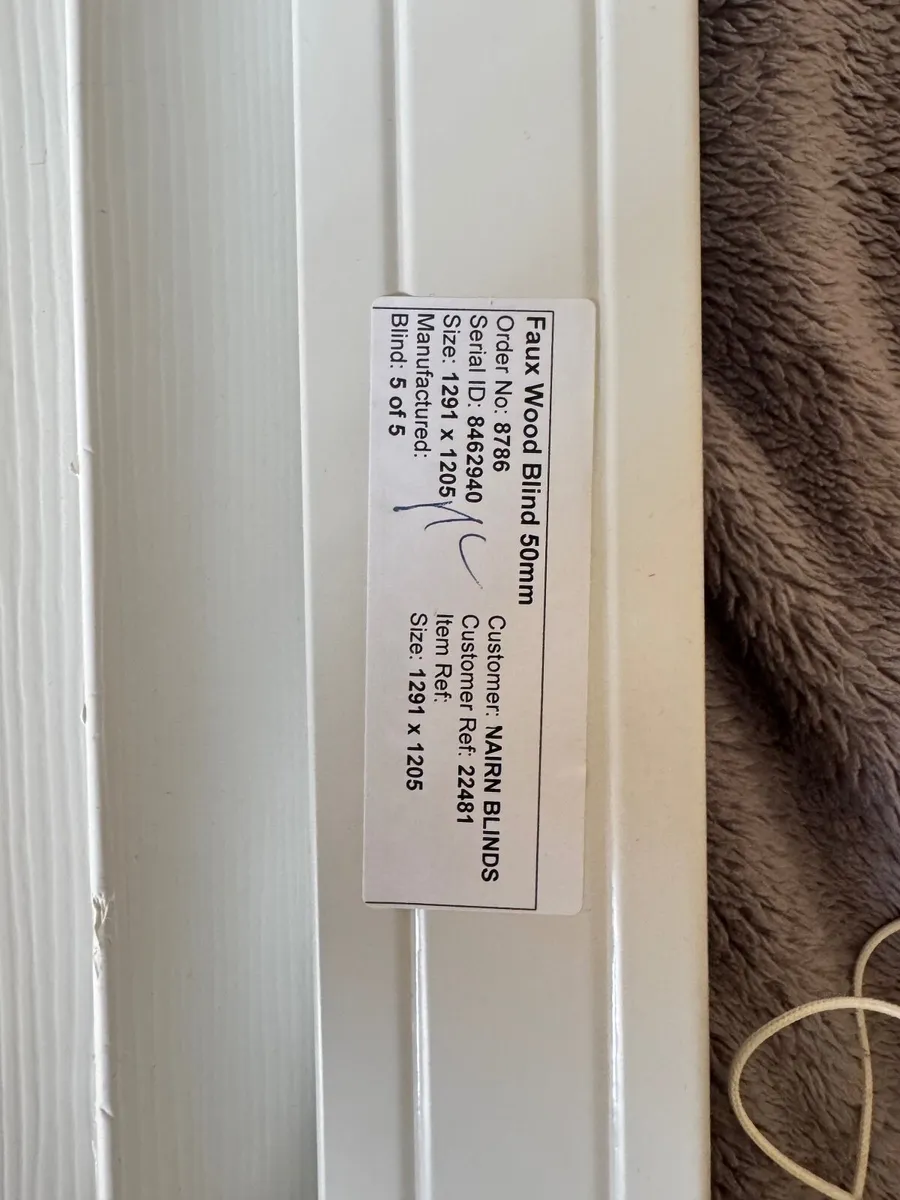 Faux Wood Blind 50mm
Order No: 8786
Serial ID: 8462940
Size: 1291 x 1205
Manufactured:
Blind: 5 of 5
Customer: NAIRN BLINDS
Customer Ref: 22481
Item Ref:
Size: 1291 x 1205